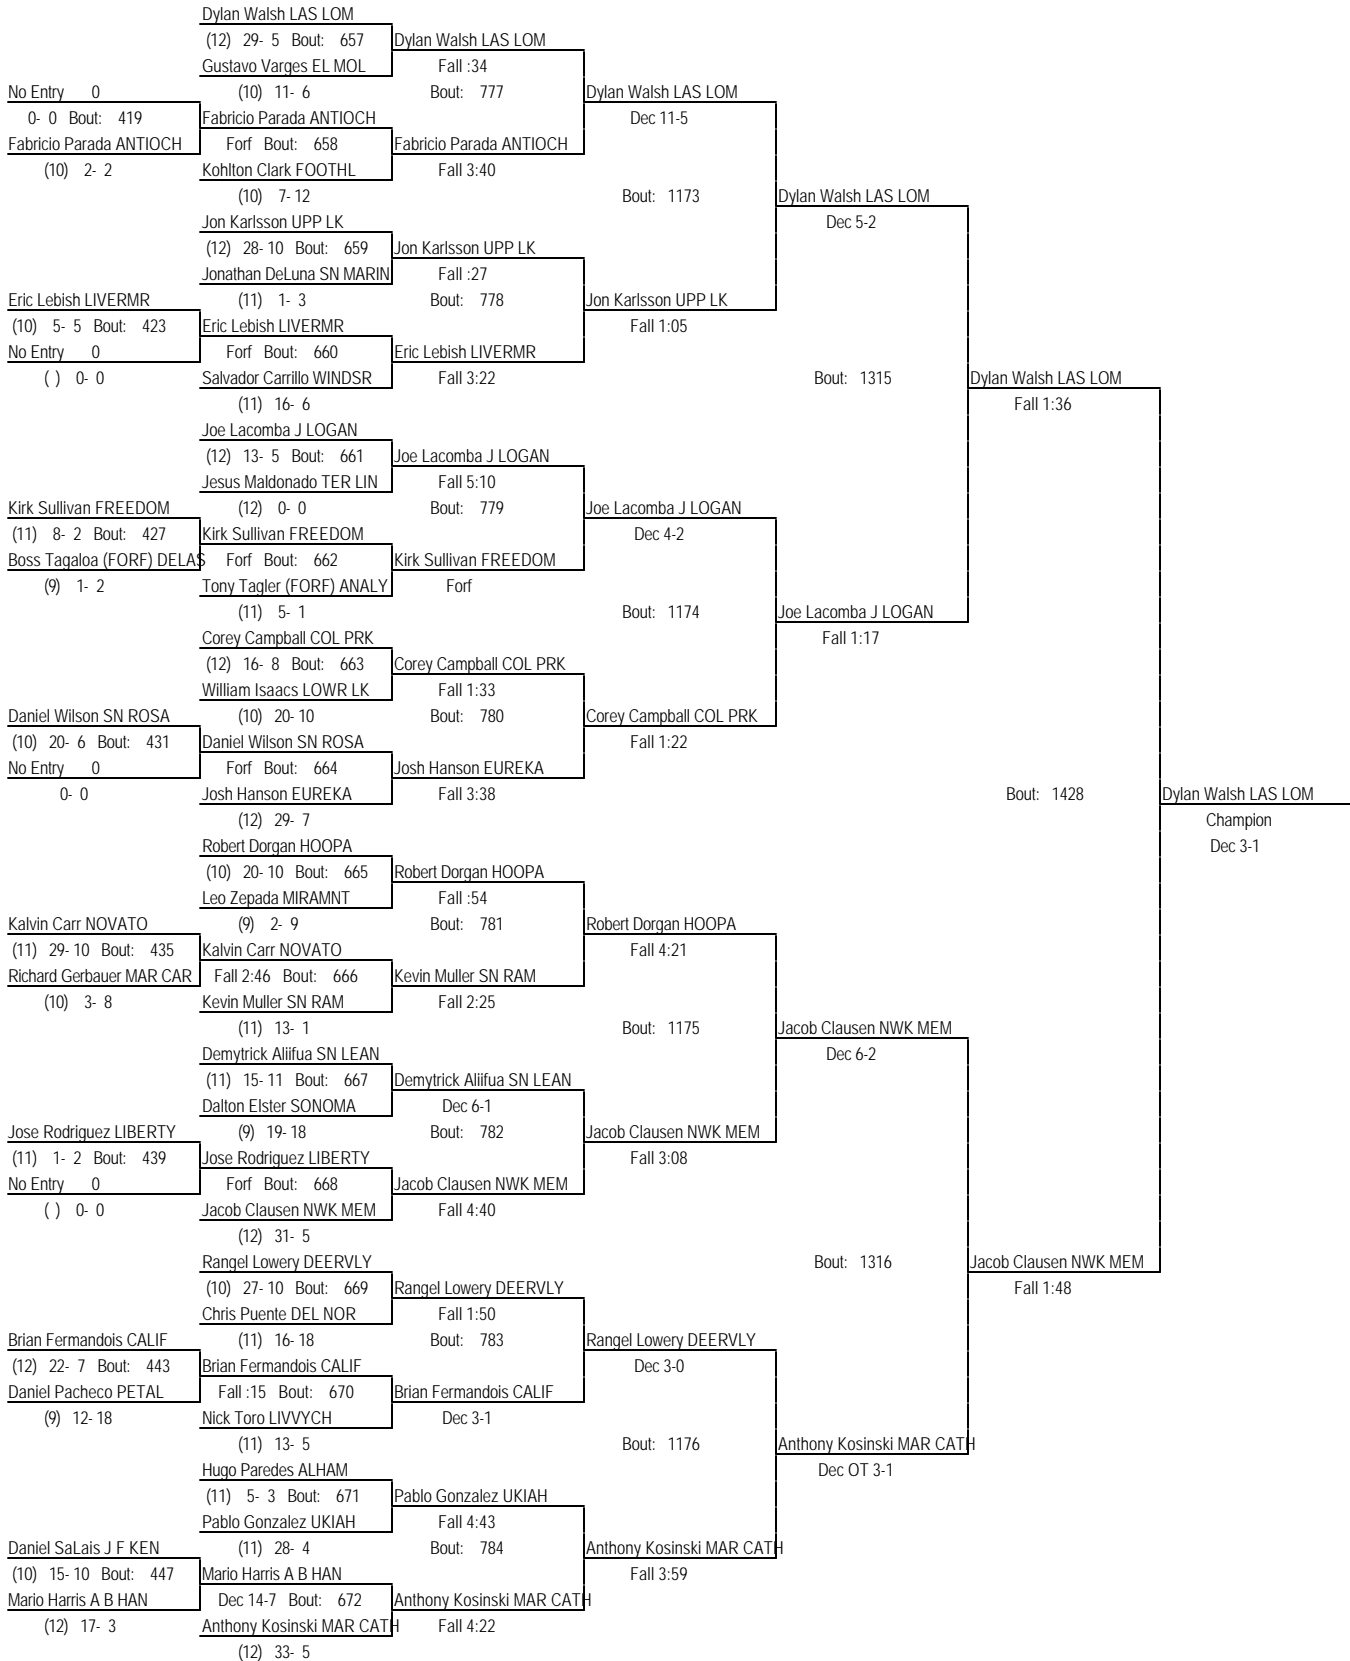 Dylan Walsh LAS LOM
(12) 29- 5 Bout: 657 Dylan Walsh LAS LOM
Gustavo Varges EL MOL Fall :34
No Entry 0 (10) 11- 6 Bout: 777 Dylan Walsh LAS LOM
0- 0 Bout: 419 Fabricio Parada ANTIOCH Dec 11-5
Fabricio Parada ANTIOCH Forf Bout: 658 Fabricio Parada ANTIOCH
(10) 2- 2 Kohlton Clark FOOTHL Fall 3:40
(10) 7- 12 Bout: 1173 Dylan Walsh LAS LOM
Jon Karlsson UPP LK Dec 5-2
(12) 28- 10 Bout: 659 Jon Karlsson UPP LK
Jonathan DeLuna SN MARIN Fall :27
Eric Lebish LIVERMR (11) 1- 3 Bout: 778 Jon Karlsson UPP LK
(10) 5- 5 Bout: 423 Eric Lebish LIVERMR Fall 1:05
No Entry 0 Forf Bout: 660 Eric Lebish LIVERMR
( ) 0- 0 Salvador Carrillo WINDSR Fall 3:22 Bout: 1315 Dylan Walsh LAS LOM
(11) 16- 6 Fall 1:36
Joe Lacomba J LOGAN
(12) 13- 5 Bout: 661 Joe Lacomba J LOGAN
Jesus Maldonado TER LIN Fall 5:10
Kirk Sullivan FREEDOM (12) 0- 0 Bout: 779 Joe Lacomba J LOGAN
(11) 8- 2 Bout: 427 Kirk Sullivan FREEDOM Dec 4-2
Boss Tagaloa (FORF) DELAS Forf Bout: 662 Kirk Sullivan FREEDOM
(9) 1- 2 Tony Tagler (FORF) ANALY Forf
(11) 5- 1 Bout: 1174 Joe Lacomba J LOGAN
Corey Campball COL PRK Fall 1:17
(12) 16- 8 Bout: 663 Corey Campball COL PRK
William Isaacs LOWR LK Fall 1:33
Daniel Wilson SN ROSA (10) 20- 10 Bout: 780 Corey Campball COL PRK
(10) 20- 6 Bout: 431 Daniel Wilson SN ROSA Fall 1:22
No Entry 0 Forf Bout: 664 Josh Hanson EUREKA
0- 0 Josh Hanson EUREKA Fall 3:38 Bout: 1428 Dylan Walsh LAS LOM
(12) 29- 7 Champion
Robert Dorgan HOOPA Dec 3-1
(10) 20- 10 Bout: 665 Robert Dorgan HOOPA
Leo Zepada MIRAMNT Fall :54
Kalvin Carr NOVATO (9) 2- 9 Bout: 781 Robert Dorgan HOOPA
(11) 29- 10 Bout: 435 Kalvin Carr NOVATO Fall 4:21
Richard Gerbauer MAR CAR Fall 2:46 Bout: 666 Kevin Muller SN RAM
(10) 3- 8 Kevin Muller SN RAM Fall 2:25
(11) 13- 1 Bout: 1175 Jacob Clausen NWK MEM
Demytrick Aliifua SN LEAN Dec 6-2
(11) 15- 11 Bout: 667 Demytrick Aliifua SN LEAN
Dalton Elster SONOMA Dec 6-1
Jose Rodriguez LIBERTY (9) 19- 18 Bout: 782 Jacob Clausen NWK MEM
(11) 1- 2 Bout: 439 Jose Rodriguez LIBERTY Fall 3:08
No Entry 0 Forf Bout: 668 Jacob Clausen NWK MEM
( ) 0- 0 Jacob Clausen NWK MEM Fall 4:40
(12) 31- 5
Rangel Lowery DEERVLY Bout: 1316 Jacob Clausen NWK MEM
(10) 27- 10 Bout: 669 Rangel Lowery DEERVLY Fall 1:48
Chris Puente DEL NOR Fall 1:50
Brian Fermandois CALIF (11) 16- 18 Bout: 783 Rangel Lowery DEERVLY
(12) 22- 7 Bout: 443 Brian Fermandois CALIF Dec 3-0
Daniel Pacheco PETAL Fall :15 Bout: 670 Brian Fermandois CALIF
(9) 12- 18 Nick Toro LIVVYCH Dec 3-1
(11) 13- 5 Bout: 1176 Anthony Kosinski MAR CATH
Hugo Paredes ALHAM Dec OT 3-1
(11) 5- 3 Bout: 671 Pablo Gonzalez UKIAH
Pablo Gonzalez UKIAH Fall 4:43
Daniel SaLais J F KEN (11) 28- 4 Bout: 784 Anthony Kosinski MAR CATH
(10) 15- 10 Bout: 447 Mario Harris A B HAN Fall 3:59
Mario Harris A B HAN Dec 14-7 Bout: 672 Anthony Kosinski MAR CATH
(12) 17- 3 Anthony Kosinski MAR CATH Fall 4:22
(12) 33- 5